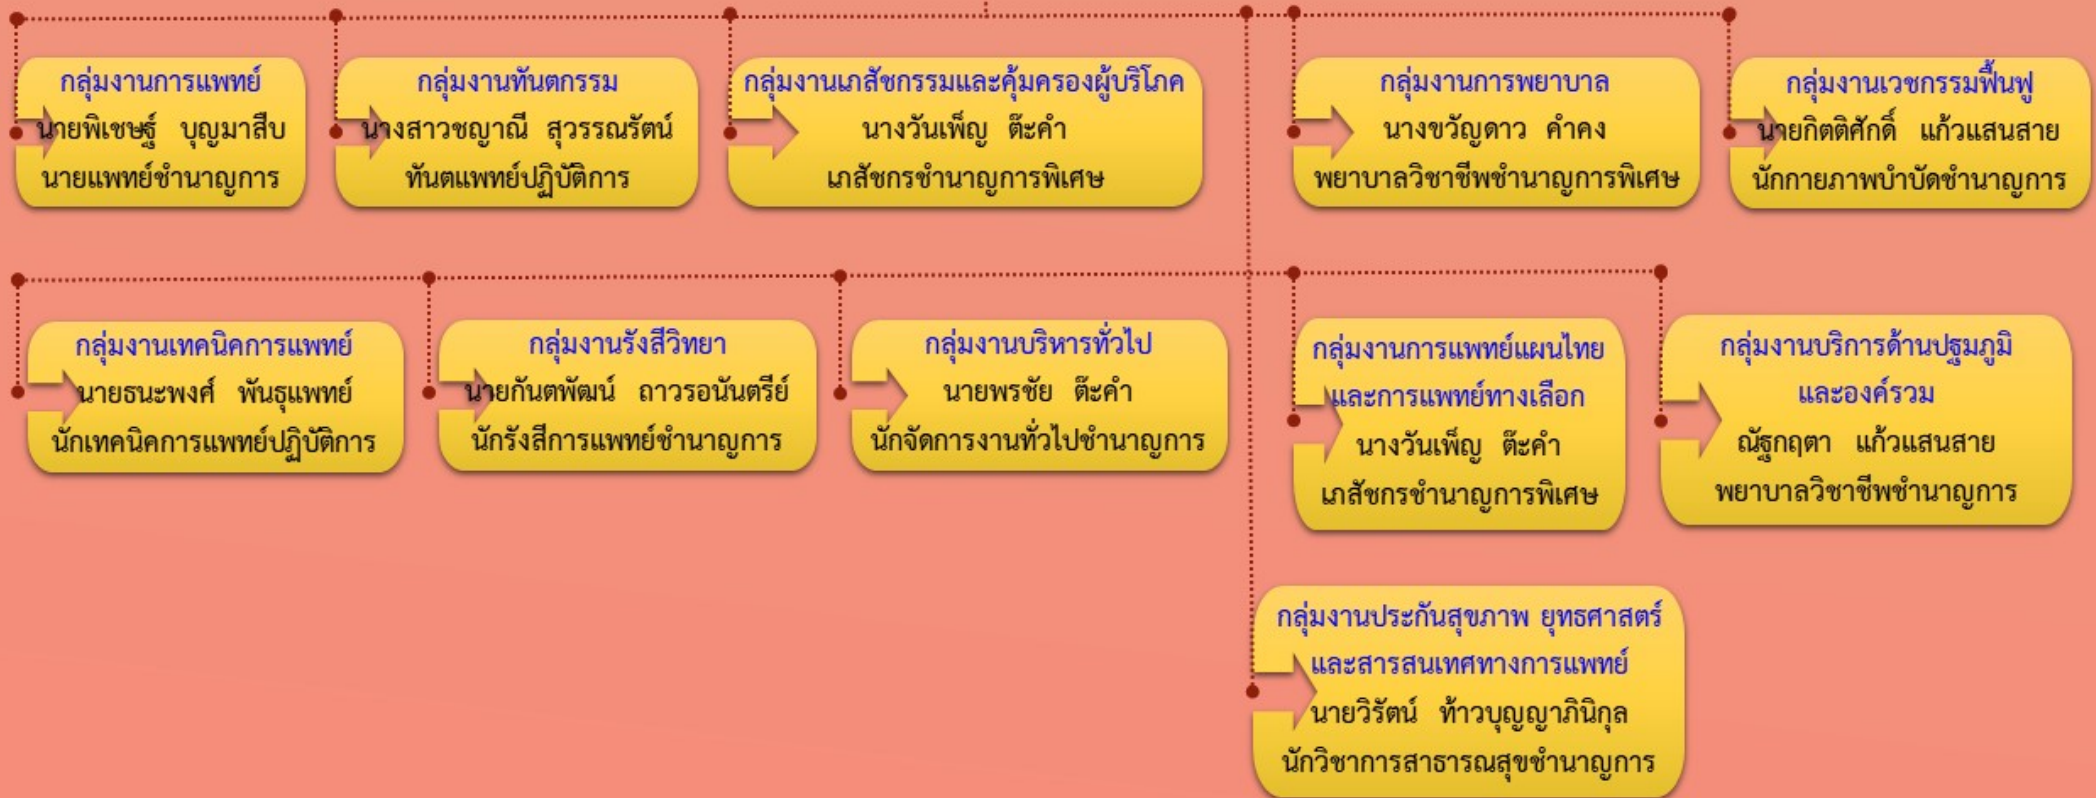 กลุ่มงานการแพทย์
นายพิเชษฐ์ บุญมาสืบ
นายแพทย์ชำนาญการ
กลุ่มงานทันตกรรม
นางสาวชญาณี สุวรรณรัตน์
ทันตแพทย์ปฏิบัติการ
กลุ่มงานเภสัชกรรมและคุ้มครองผู้บริโภค
นางวันเพ็ญ ต๊ะคำ
เภสัชกรชำนาญการพิเศษ
กลุ่มงานการพยาบาล
นางขวัญดาว คำคง
พยาบาลวิชาชีพชำนาญการพิเศษ
กลุ่มงานเวชกรรมฟื้นฟู
นายกิตติศักดิ์ แก้วแสนสาย
นักกายภาพบำบัดชำนาญการ
กลุ่มงานเทคนิคการแพทย์
นายธนะพงศ์ พันธุแพทย์
นักเทคนิคการแพทย์ปฏิบัติการ
กลุ่มงานรังสีวิทยา
นายกันตพัฒน์ ถาวรอนันตรีย์
นักรังสีการแพทย์ชำนาญการ
กลุ่มงานบริหารทั่วไป
นายพรชัย ต๊ะคำ
นักจัดการงานทั่วไปชำนาญการ
กลุ่มงานการแพทย์แผนไทย
และการแพทย์ทางเลือก
นางวันเพ็ญ ต๊ะคำ
เภสัชกรชำนาญการพิเศษ
กลุ่มงานบริการด้านปฐมภูมิ
และองค์รวม
ณัฐกฤตา แก้วแสนสาย
พยาบาลวิชาชีพชำนาญการ
กลุ่มงานประกันสุขภาพ ยุทธศาสตร์
และสารสนเทศทางการแพทย์
นายวิรัตน์ ท้าวบุญญาภินิกุล
นักวิชาการสาธารณสุขชำนาญการ